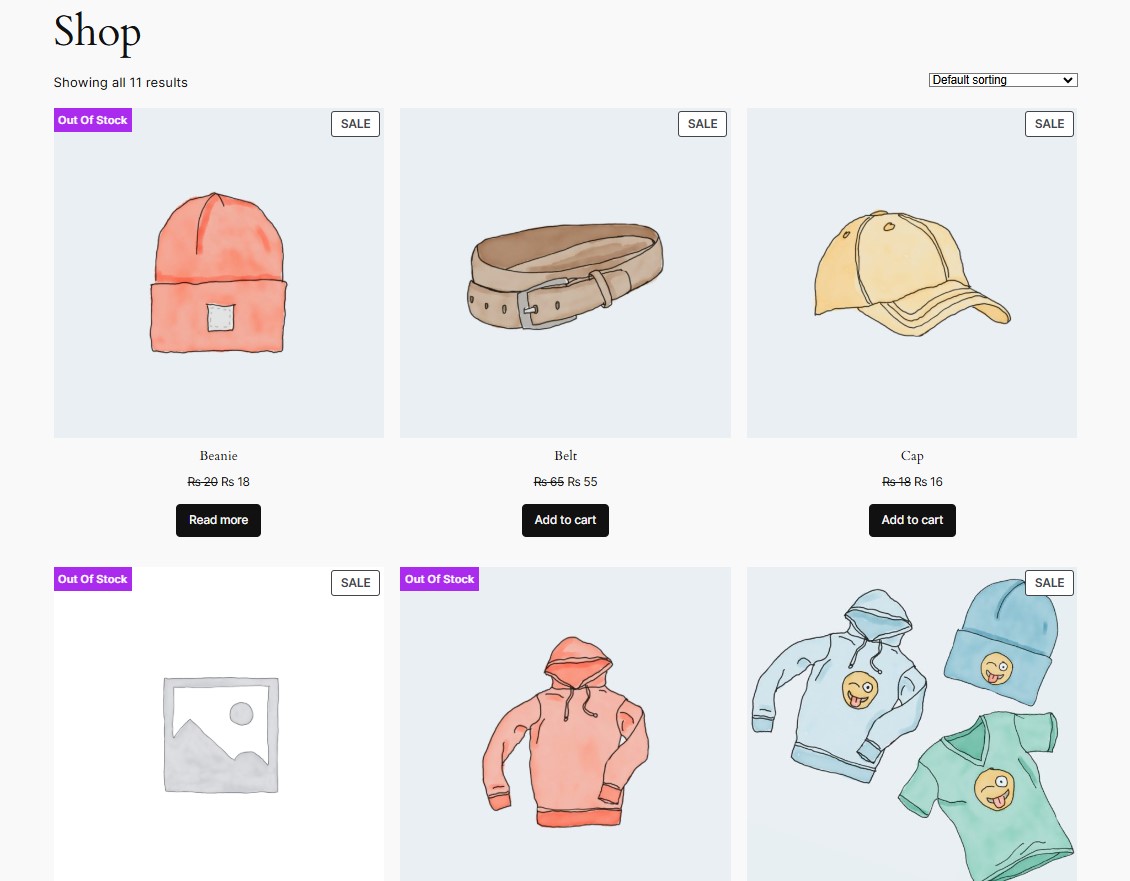 Shop
Showing all 11 results
Default sorting
Out Of Stock
SALE
SALE
SALE
Beanie
Belt
Cap
Rs 20 Rs 18
Rs 65 Rs 55
Rs 18 Rs 16
Read more
Add to cart
Add to cart
Out Of Stock
SALE
Out Of Stock
SALE